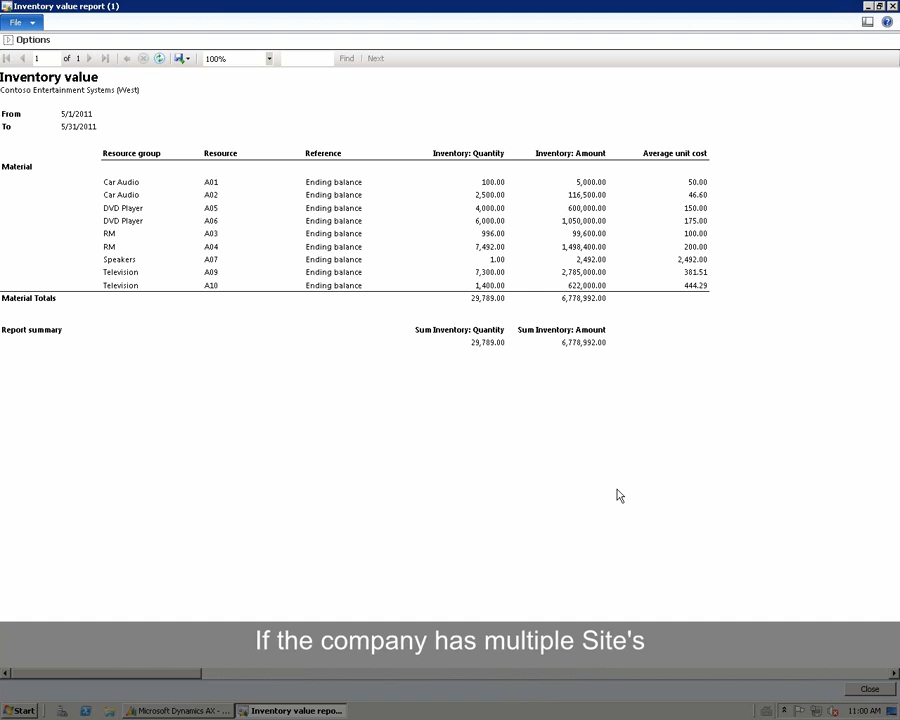 Inventory value report (1)
File
Options
1 of 1 100% Find Next
Inventory value
Contoso Entertainment Systems (West)
From 5/1/2011
To 5/31/2011
Resource group Resource Reference Inventory: Quantity Inventory: Amount Average unit cost
Material
Car Audio A01 Ending balance 100.00 5,000.00 50.00
Car Audio A02 Ending balance 2,500.00 116,500.00 46.60
DVD Player A05 Ending balance 4,000.00 600,000.00 150.00
DVD Player A06 Ending balance 6,000.00 1,050,000.00 175.00
RM A03 Ending balance 996.00 99,600.00 100.00
RM A04 Ending balance 7,492.00 1,498,400.00 200.00
Speakers A07 Ending balance 1.00 2,492.00 2,492.00
Television A09 Ending balance 7,300.00 2,785,000.00 381.51
Television A10 Ending balance 1,400.00 622,000.00 444.29
Material Totals 29,789.00 6,778,992.00
Report summary Sum Inventory: Quantity Sum Inventory: Amount
29,789.00 6,778,992.00
If the company has multiple Site's
Close
Start Microsoft Dynamics AX - ... Inventory value repo... 11:00 AM